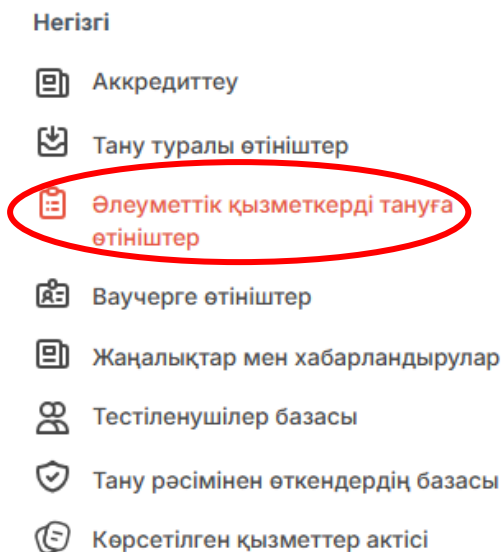 Негізгі
Аккредиттеу
Тану туралы өтініштер
Әлеуметтік қызметкерді тануға
өтініштер
Ваучерге өтініштер
Жаңалықтар мен хабарландырулар
Тестіленушілер базасы
Тану рәсімінен өткендердің базасы
Көрсетілген қызметтер актісі